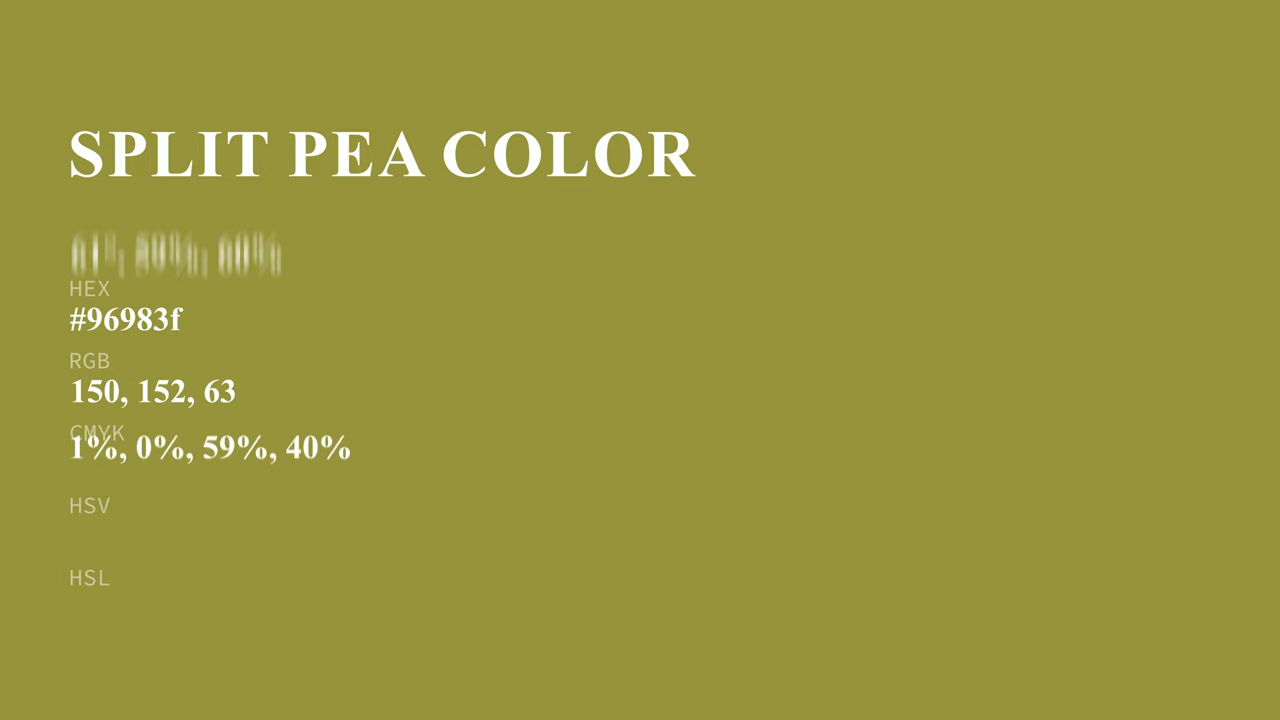 SPLIT PEA COLOR
HEX
#96983f
RGB
150, 152, 63
CMYK
1%, 0%, 59%, 40%
HSV
HSL